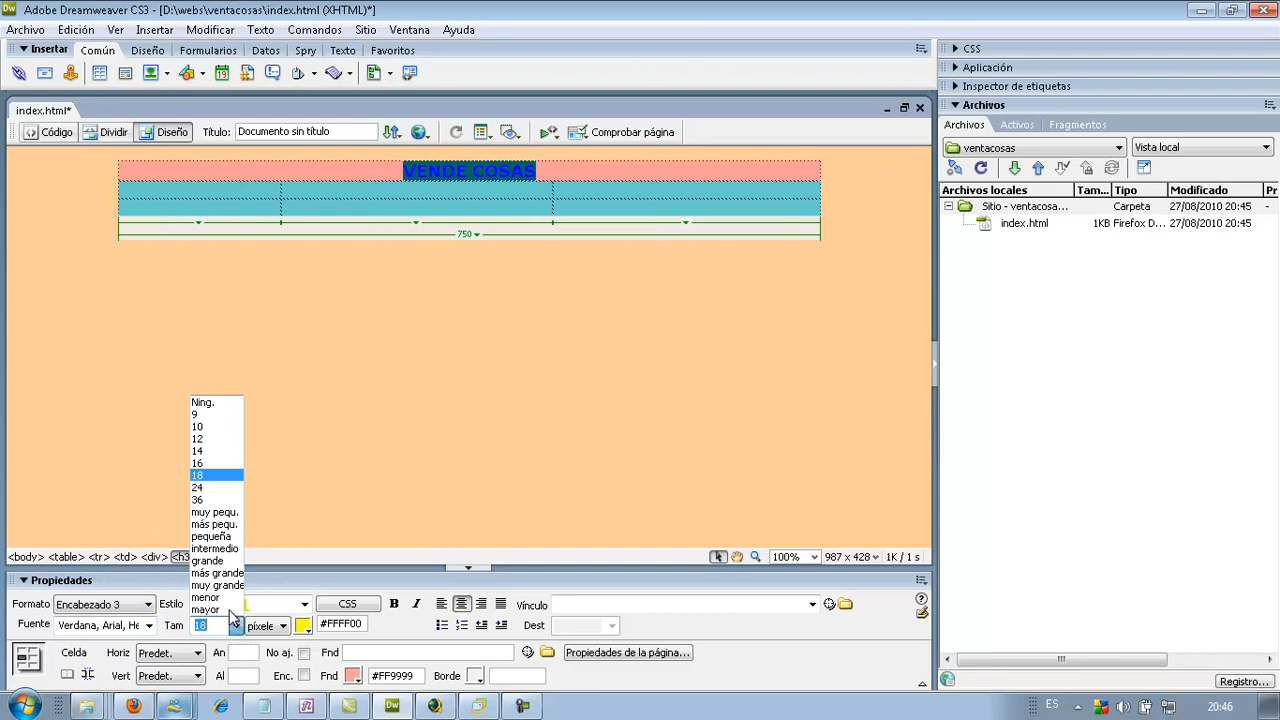 Adobe Dreamweaver CS3 - [D:\webs\ventacosas\index.html (XHTML)*]
Archivo Edición Ver Insertar Modificar Texto Comandos Sitio Ventana Ayuda
Insertar Común Diseño Formularios Datos Spry Texto Favoritos
index.html*
Código Dividir Diseño Título: Documento sin título Comprobar página
VENDE COSAS
750
Ning.
9
10
12
14
16
18
24
36
muy pequ.
más pequ.
pequeña
intermedio
grande
más grande
muy grande
menor
mayor
<body> <table> <tr> <td> <div> <h3 100% 987 x 428 1K / 1 s
Propiedades
Formato Encabezado 3 Estilo CSS B I Vínculo
Fuente Verdana, Arial, He Tam 18 píxele #FFFF00 Dest
Celda Horiz Predet. An No aj. Fnd Propiedades de la página...
Vert Predet. Al Enc. Fnd #FF9999 Borde
CSS
Aplicación
Inspector de etiquetas
Archivos
Archivos Activos Fragmentos
ventacosas Vista local
Archivos locales Tam... Tipo Modificado Pr
Sitio - ventacosa... Carpeta 27/08/2010 20:45 -
index.html 1KB Firefox D... 27/08/2010 20:45
Registro...
ES 20:46